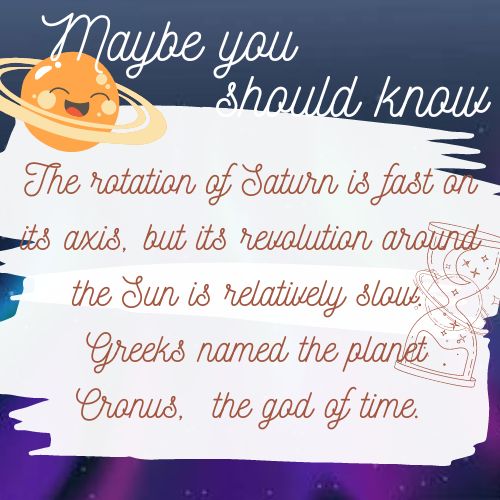 Maybe you
should know
The rotation of Saturn is fast on
its axis, but its revolution around
the Sun is relatively slow.
Greeks named the planet
Cronus, the god of time.